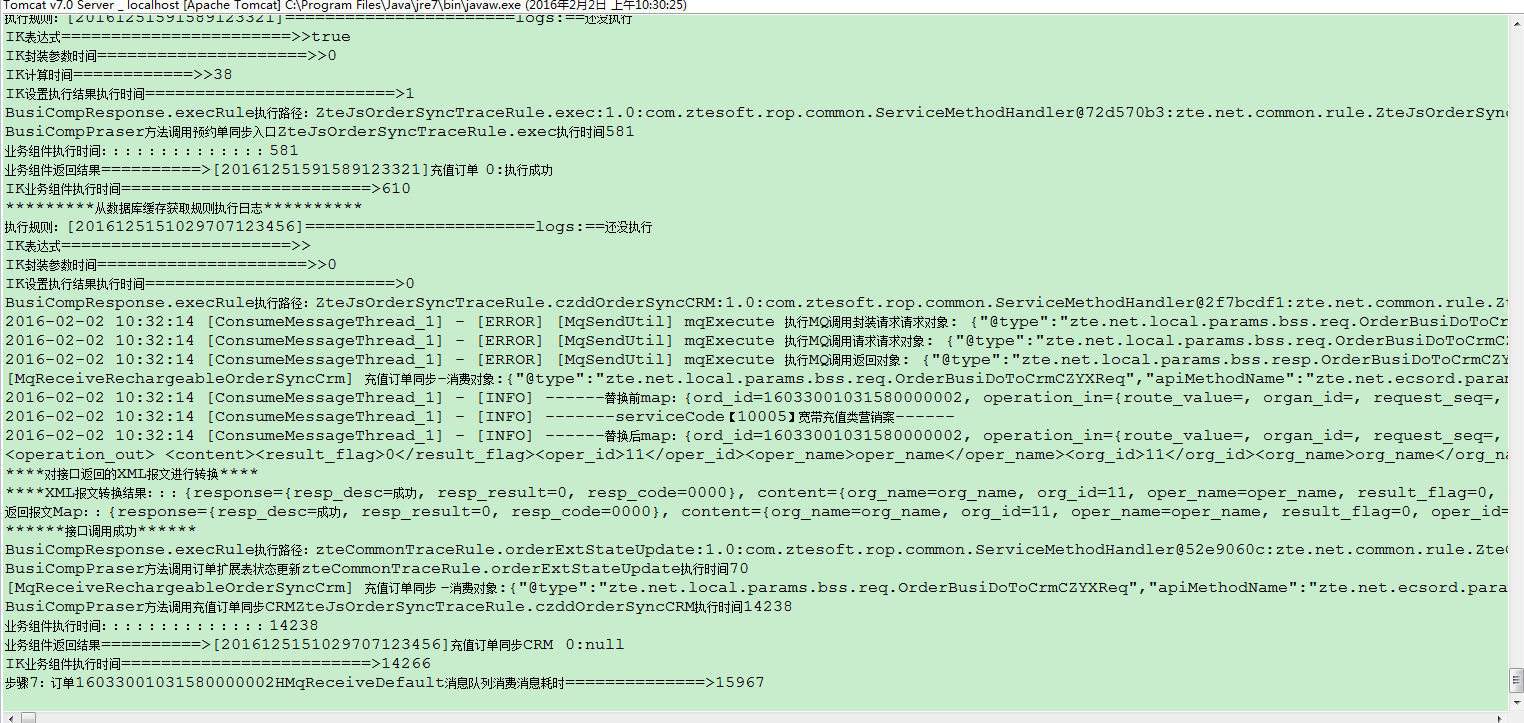 Tomcat v7.0 Server _ localhost [Apache Tomcat] C:\Program Files\Java\jre7\bin\javaw.exe (2016年2月2日 上午10:30:25)
执行规则：[201612515915891​23321]=======================logs:==还没执行
IK表达式=======================>>true
IK封装参数时间=====================>>0
IK计算时间============>>38
IK设置执行结果执行时间=========================>1
BusiCompResponse.execRule执行路径：ZteJsOrderSyncTraceRule.exec:1.0:com.ztesoft.rop.common.ServiceMethodHandler@72d570b3:zte.net.common.rule.ZteJsOrderSyn
BusiCompPraser方法调用预约单同步入口ZteJsOrderSyncTraceRule.exec执行时间581
业务组件执行时间：：：：：：：：：：：：：：581
业务组件返回结果==========>[20161251591589123321]充值订单 0:执行成功
IK业务组件执行时间=========================>610
*********从数据库缓存获取规则执行日志**********
执行规则：[2016125151029707123456]=======================logs:==还没执行
IK表达式=======================>>
IK封装参数时间=====================>>0
IK设置执行结果执行时间=========================>0
BusiCompResponse.execRule执行路径：ZteJsOrderSyncTraceRule.czddOrderSyncCRM:1.0:com.ztesoft.rop.common.ServiceMethodHandler@2f7bcdf1:zte.net.common.rule.Zt
2016-02-02 10:32:14 [ConsumeMessageThread_1] - [ERROR] [MqSendUtil] mqExecute 执行MQ调用封装请求请求对象： {"@type":"zte.net.local.params.bss.req.OrderBusiDoToCr
2016-02-02 10:32:14 [ConsumeMessageThread_1] - [ERROR] [MqSendUtil] mqExecute 执行MQ调用请求请求对象： {"@type":"zte.net.local.params.bss.req.OrderBusiDoToCrmCZ
2016-02-02 10:32:14 [ConsumeMessageThread_1] - [ERROR] [MqSendUtil] mqExecute 执行MQ调用返回对象： {"@type":"zte.net.local.params.bss.resp.OrderBusiDoToCrmCZY
[MqReceiveRechargeableOrderSyncCrm] 充值订单同步－消费对象：{"@type":"zte.net.local.params.bss.req.OrderBusiDoToCrmCZYXReq","apiMethodName":"zte.net.ecsord.param
2016-02-02 10:32:14 [ConsumeMessageThread_1] - [INFO] ------替换前map：{ord_id=16033001031580000002, operation_in={route_value=, organ_id=, request_seq=,
2016-02-02 10:32:14 [ConsumeMessageThread_1] - [INFO] -------serviceCode【10005】宽带充值类营销案------
2016-02-02 10:32:14 [ConsumeMessageThread_1] - [INFO] ------替换后map：{ord_id=16033001031580000002, operation_in={route_value=, organ_id=, request_seq=,
<operation_out> <content><result_flag>0</result_flag><oper_id>11</oper_id><oper_name>oper_name</oper_name><org_id>11</org_id><org_name>org_name</org_na
****对接口返回的XML报文进行转换****
****XML报文转换结果：：：{response={resp_desc=成功, resp_result=0, resp_code=0000}, content={org_name=org_name, org_id=11, oper_name=oper_name, result_flag=0,
返回报文Map：：{response={resp_desc=成功, resp_result=0, resp_code=0000}, content={org_name=org_name, org_id=11, oper_name=oper_name, result_flag=0, oper_id=
******接口调用成功******
BusiCompResponse.execRule执行路径：zteCommonTraceRule.orderExtStateUpdate:1.0:com.ztesoft.rop.common.ServiceMethodHandler@52e9060c:zte.net.common.rule.Zte
BusiCompPraser方法调用订单扩展表状态更新zteCommonTraceRule.orderExtStateUpdate执行时间70
[MqReceiveRechargeableOrderSyncCrm] 充值订单同步 －消费对象：{"@type":"zte.net.local.params.bss.req.OrderBusiDoToCrmCZYXReq","apiMethodName":"zte.net.ecsord.para
BusiCompPraser方法调用充值订单同步CRMZteJsOrderSyncTraceRule.czddOrderSyncCRM执行时间14238
业务组件执行时间：：：：：：：：：：：：：：14238
业务组件返回结果==========>[2016125151029707123456]充值订单同步CRM 0:null
IK业务组件执行时间=========================>14266
步骤7：订单16033001031580000002HMqReceiveDefault消息队列消费消息耗时==============>15967